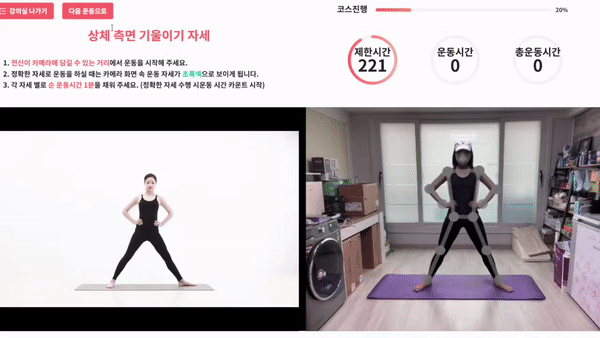 강의실 나가기
다음 운동으로
코스진행
20%
상체 측면 기울이기 자세
1. 전신이 카메라에 담길 수 있는 거리에서 운동을 시작해 주세요.
2. 정확한 자세로 운동을 하실 때는 카메라 화면 속 운동 자세가 초록색으로 보이게 됩니다.
3. 각 자세 별로 순 운동시간 1분을 채워 주세요. (정확한 자세 수행 시운동 시간 카운트 시작)
제한시간
221
운동시간
0
총운동시간
0